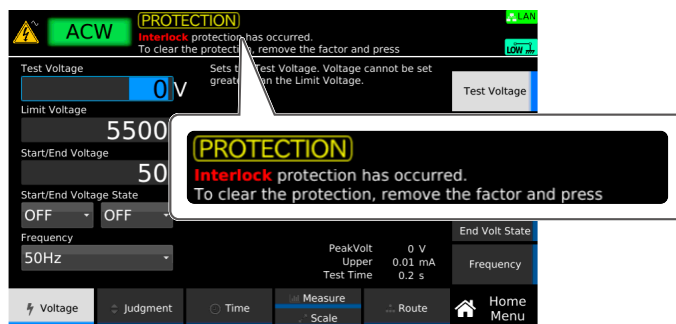 ACW
PROTECTION
Interlock protection has occurred.
To clear the protection, remove the factor and press
LAN
LOW
Test Voltage
0 V
Sets the Test Voltage. Voltage cannot be set
greater than the Limit Voltage.
Test Voltage
Limit Voltage
5500
Start/End Voltage
50
Start/End Voltage State
OFF OFF
Frequency
50Hz
PROTECTION
Interlock protection has occurred.
To clear the protection, remove the factor and press
End Volt State
Frequency
PeakVolt 0 V
Upper 0.01 mA
Test Time 0.2 s
Voltage
Judgment
Time
Measure
Scale
Route
Home
Menu